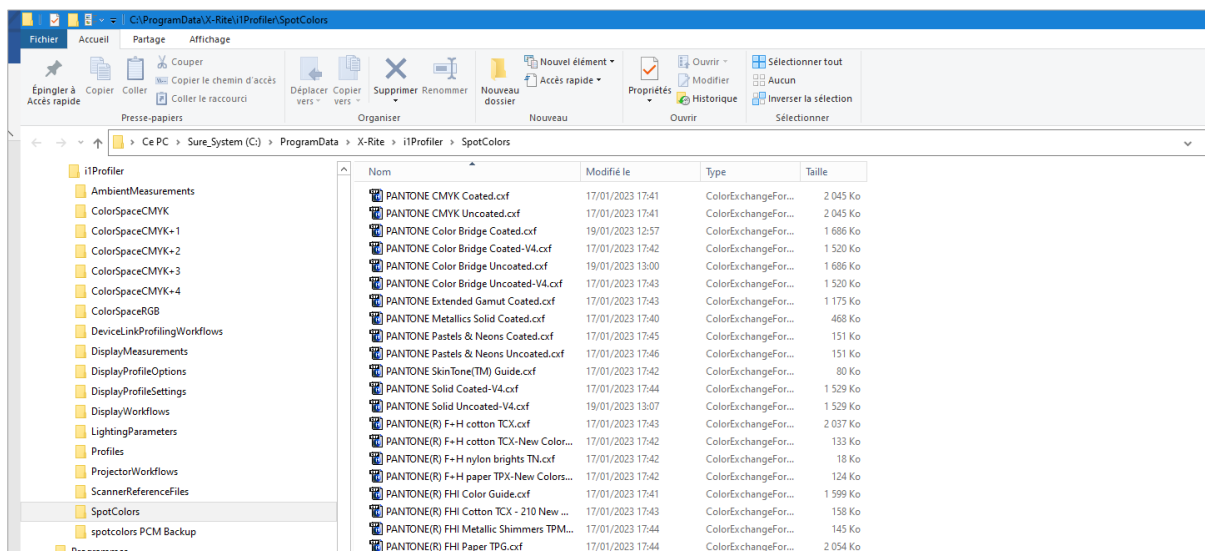 C:\ProgramData\X-Rite\i1Profiler\SpotColors
Fichier Accueil Partage Affichage
Épingler à Accès rapide
Copier
Coller
Couper
Copier le chemin d'accès
Coller le raccourci
Presse-papiers
Déplacer vers
Copier vers
Supprimer
Renommer
Organiser
Nouveau dossier
Nouvel élément
Accès rapide
Nouveau
Propriétés
Ouvrir
Modifier
Historique
Ouvrir
Sélectionner tout
Aucun
Inverser la sélection
Sélectionner
Ce PC > Sure_System (C:) > ProgramData > X-Rite > i1Profiler > SpotColors
i1Profiler
AmbientMeasurements
ColorSpaceCMYK
ColorSpaceCMYK+1
ColorSpaceCMYK+2
ColorSpaceCMYK+3
ColorSpaceCMYK+4
ColorSpaceRGB
DeviceLinkProfilingWorkflows
DisplayMeasurements
DisplayProfileOptions
DisplayProfileSettings
DisplayWorkflows
LightingParameters
Profiles
ProjectorWorkflows
ScannerReferenceFiles
SpotColors
spotcolors PCM Backup
Programmes
Nom Modifié le Type Taille
PANTONE CMYK Coated.cxf 17/01/2023 17:41 ColorExchangeFor... 2 045 Ko
PANTONE CMYK Uncoated.cxf 17/01/2023 17:41 ColorExchangeFor... 2 045 Ko
PANTONE Color Bridge Coated.cxf 19/01/2023 12:57 ColorExchangeFor... 1 686 Ko
PANTONE Color Bridge Coated-V4.cxf 17/01/2023 17:42 ColorExchangeFor... 1 520 Ko
PANTONE Color Bridge Uncoated.cxf 19/01/2023 13:00 ColorExchangeFor... 1 686 Ko
PANTONE Color Bridge Uncoated-V4.cxf 17/01/2023 17:43 ColorExchangeFor... 1 520 Ko
PANTONE Extended Gamut Coated.cxf 17/01/2023 17:43 ColorExchangeFor... 1 175 Ko
PANTONE Metallics Solid Coated.cxf 17/01/2023 17:40 ColorExchangeFor... 468 Ko
PANTONE Pastels & Neons Coated.cxf 17/01/2023 17:45 ColorExchangeFor... 151 Ko
PANTONE Pastels & Neons Uncoated.cxf 17/01/2023 17:46 ColorExchangeFor... 151 Ko
PANTONE SkinTone(TM) Guide.cxf 17/01/2023 17:42 ColorExchangeFor... 80 Ko
PANTONE Solid Coated-V4.cxf 17/01/2023 17:44 ColorExchangeFor... 1 529 Ko
PANTONE Solid Uncoated-V4.cxf 19/01/2023 13:07 ColorExchangeFor... 1 529 Ko
PANTONE(R) F+H cotton TCX.cxf 17/01/2023 17:43 ColorExchangeFor... 2 037 Ko
PANTONE(R) F+H cotton TCX-New Color... 17/01/2023 17:42 ColorExchangeFor... 133 Ko
PANTONE(R) F+H nylon brights TN.cxf 17/01/2023 17:42 ColorExchangeFor... 18 Ko
PANTONE(R) F+H paper TPX-New Colors... 17/01/2023 17:42 ColorExchangeFor... 124 Ko
PANTONE(R) FHI Color Guide.cxf 17/01/2023 17:41 ColorExchangeFor... 1 599 Ko
PANTONE(R) FHI Cotton TCX - 210 New ... 17/01/2023 17:43 ColorExchangeFor... 158 Ko
PANTONE(R) FHI Metallic Shimmers TPM... 17/01/2023 17:44 ColorExchangeFor... 145 Ko
PANTONE(R) FHI Paper TPG.cxf 17/01/2023 17:44 ColorExchangeFor... 2 054 Ko